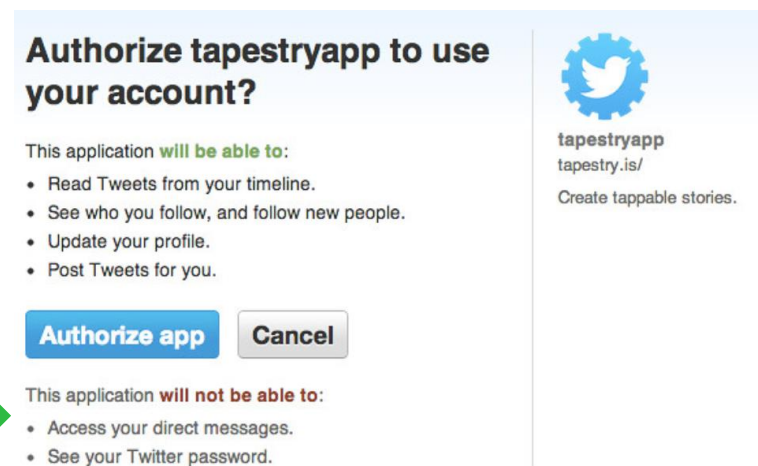 Authorize tapestryapp to use
your account?
This application will be able to:
• Read Tweets from your timeline.
• See who you follow, and follow new people.
• Update your profile.
• Post Tweets for you.
Authorize app
Cancel
This application will not be able to:
• Access your direct messages.
• See your Twitter password.
tapestryapp
tapestry.is/
Create tappable stories.